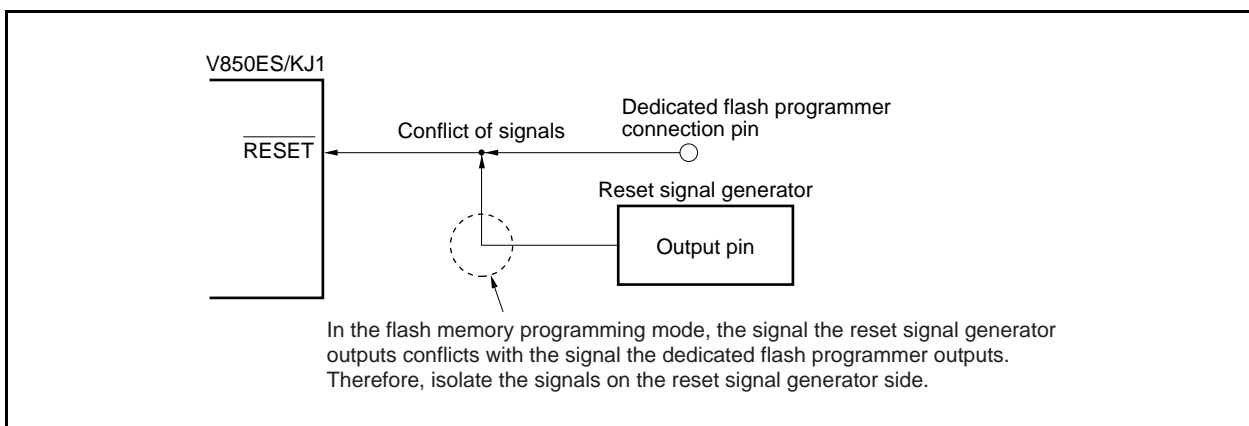 V850ES/KJ1
Dedicated flash programmer
connection pin
Conflict of signals
RESET
Reset signal generator
Output pin
In the flash memory programming mode, the signal the reset signal generator
outputs conflicts with the signal the dedicated flash programmer outputs.
Therefore, isolate the signals on the reset signal generator side.